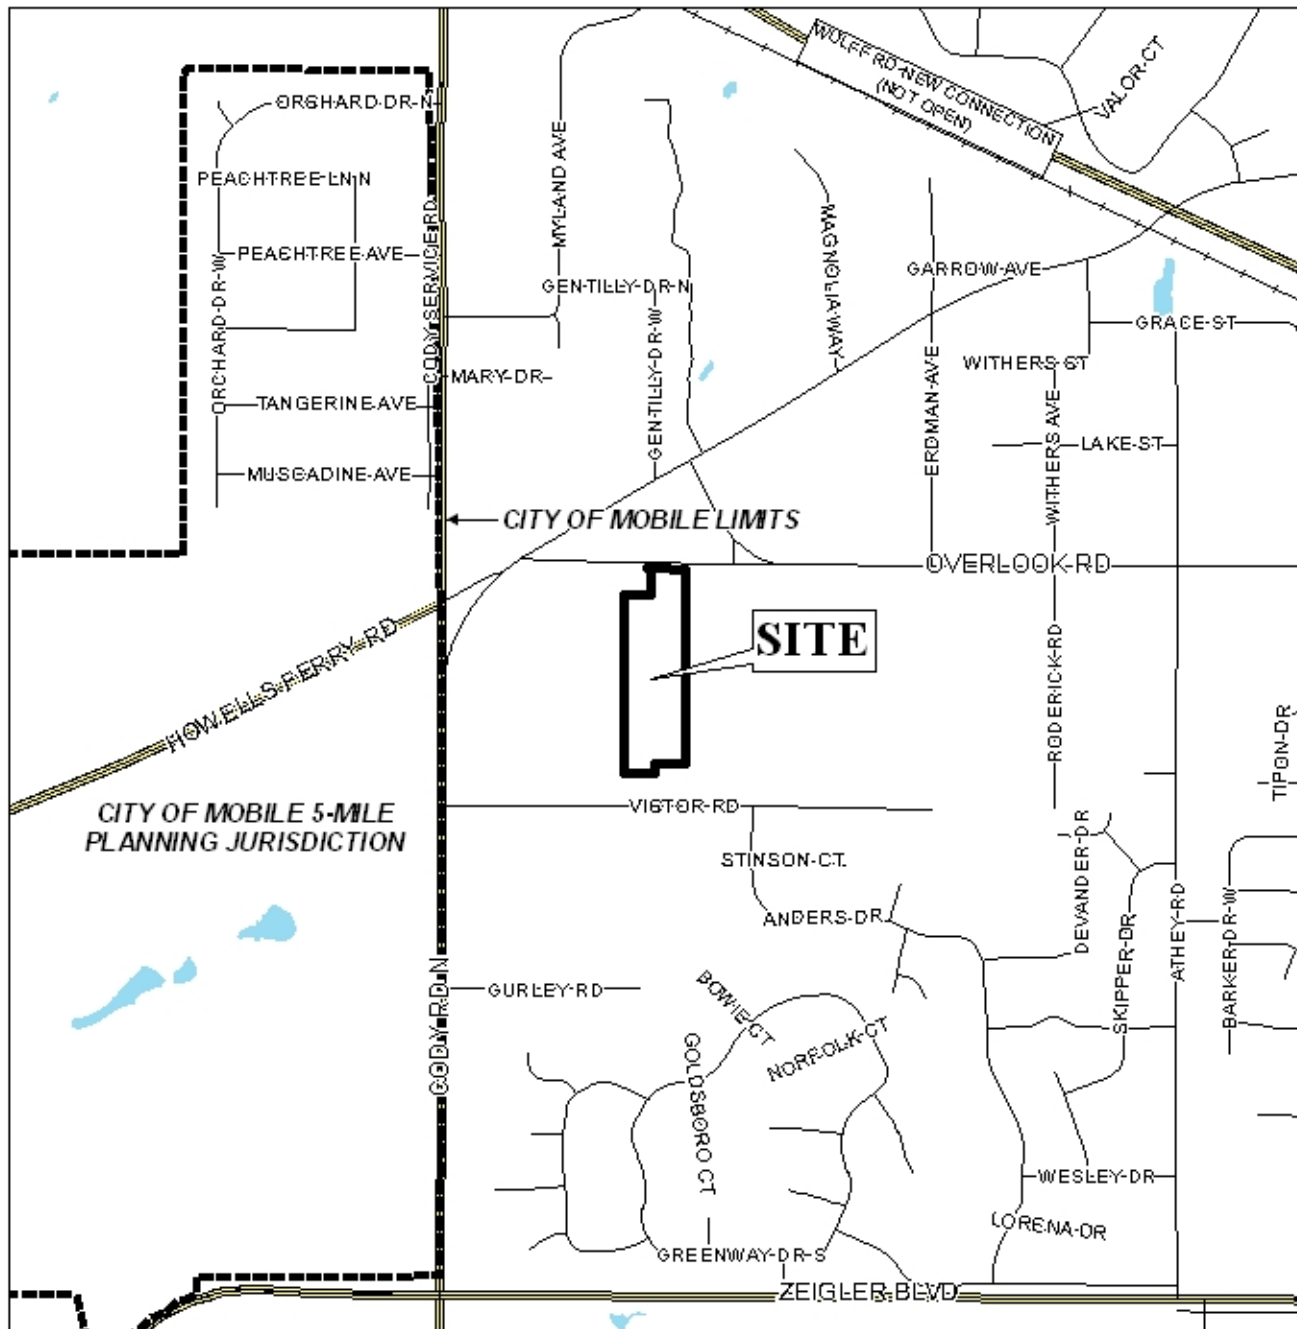 WOLFF RD-NEW CONNECTION
(NOT OPEN)
VALOR CT
ORCHARD DR N
PEACHTREE LN N
MYLAND AVE
PEACHTREE AVE
CODY SERVICE RD
MAGNOLIA WAY
GARROW AVE
GENTILLY DR N
ORCHARD DR W
GENTILLY DR W
GRACE ST
ERDMAN AVE
WITHERS ST
MARY DR
TANGERINE AVE
WITHERS AVE
LAKE ST
MUSCADINE AVE
CITY OF MOBILE LIMITS
OVERLOOK RD
SITE
HOWELLS FERRY RD
RODERICK RD
TIPON DR
CITY OF MOBILE 5-MILE
PLANNING JURISDICTION
VICTOR RD
STINSON CT
DEVANDER DR
ANDERS DR
SKIPPER DR
ATHEY RD
BARKER DR W
CODY RD N
GURLEY RD
BOWIE CT
NORFOLK CT
GOLDSBORO CT
WESLEY DR
LORENA DR
GREENWAY DR S
ZEIGLER BLVD